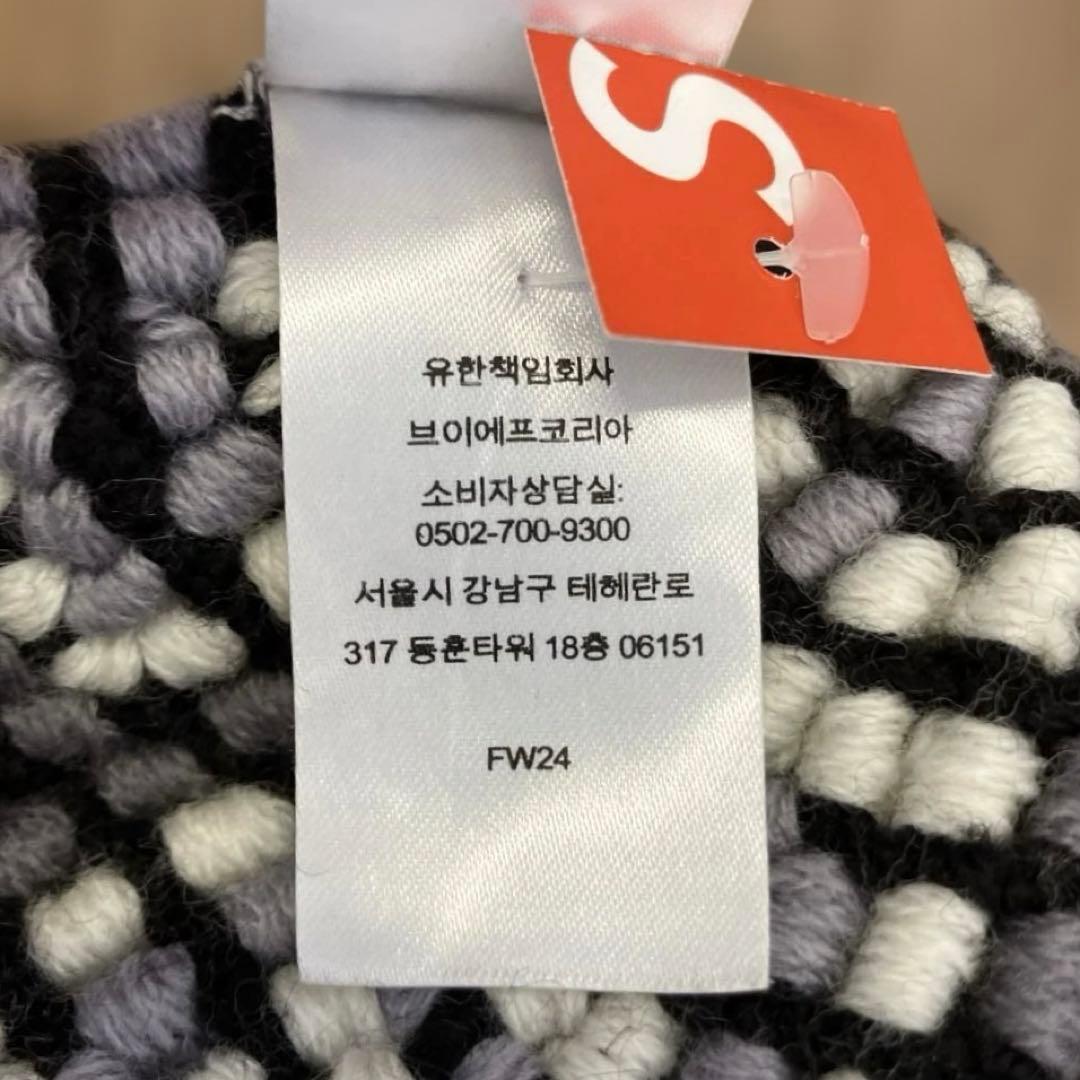 S
유한책임회사
브이에프코리아
소비자상담실:
0502-700-9300
서울시 강남구 테헤란로
317 동훈타워 18층 06151
FW24